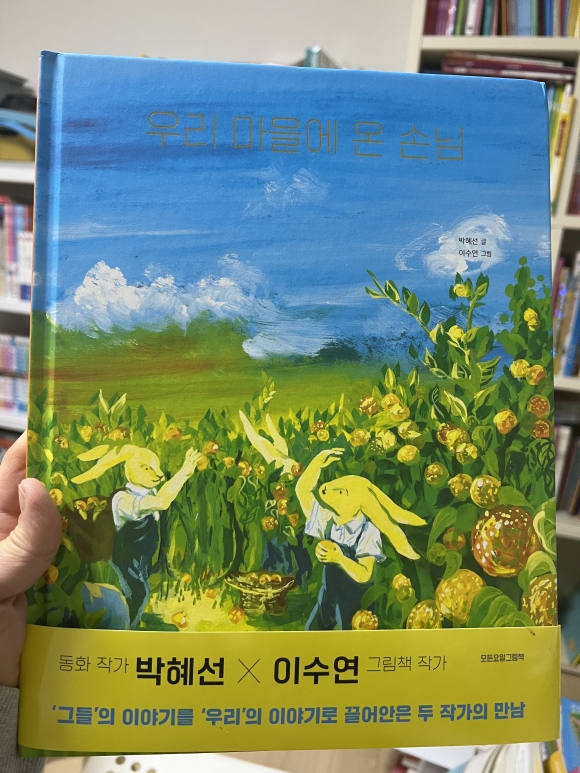 우리 마을에 온 손님
박혜선 글
이수연 그림
동화 작가 박혜선 × 이수연 그림책 작가
모든요일그림책
‘그들’의 이야기를 ‘우리’의 이야기로 끌어안은 두 작가의 만남